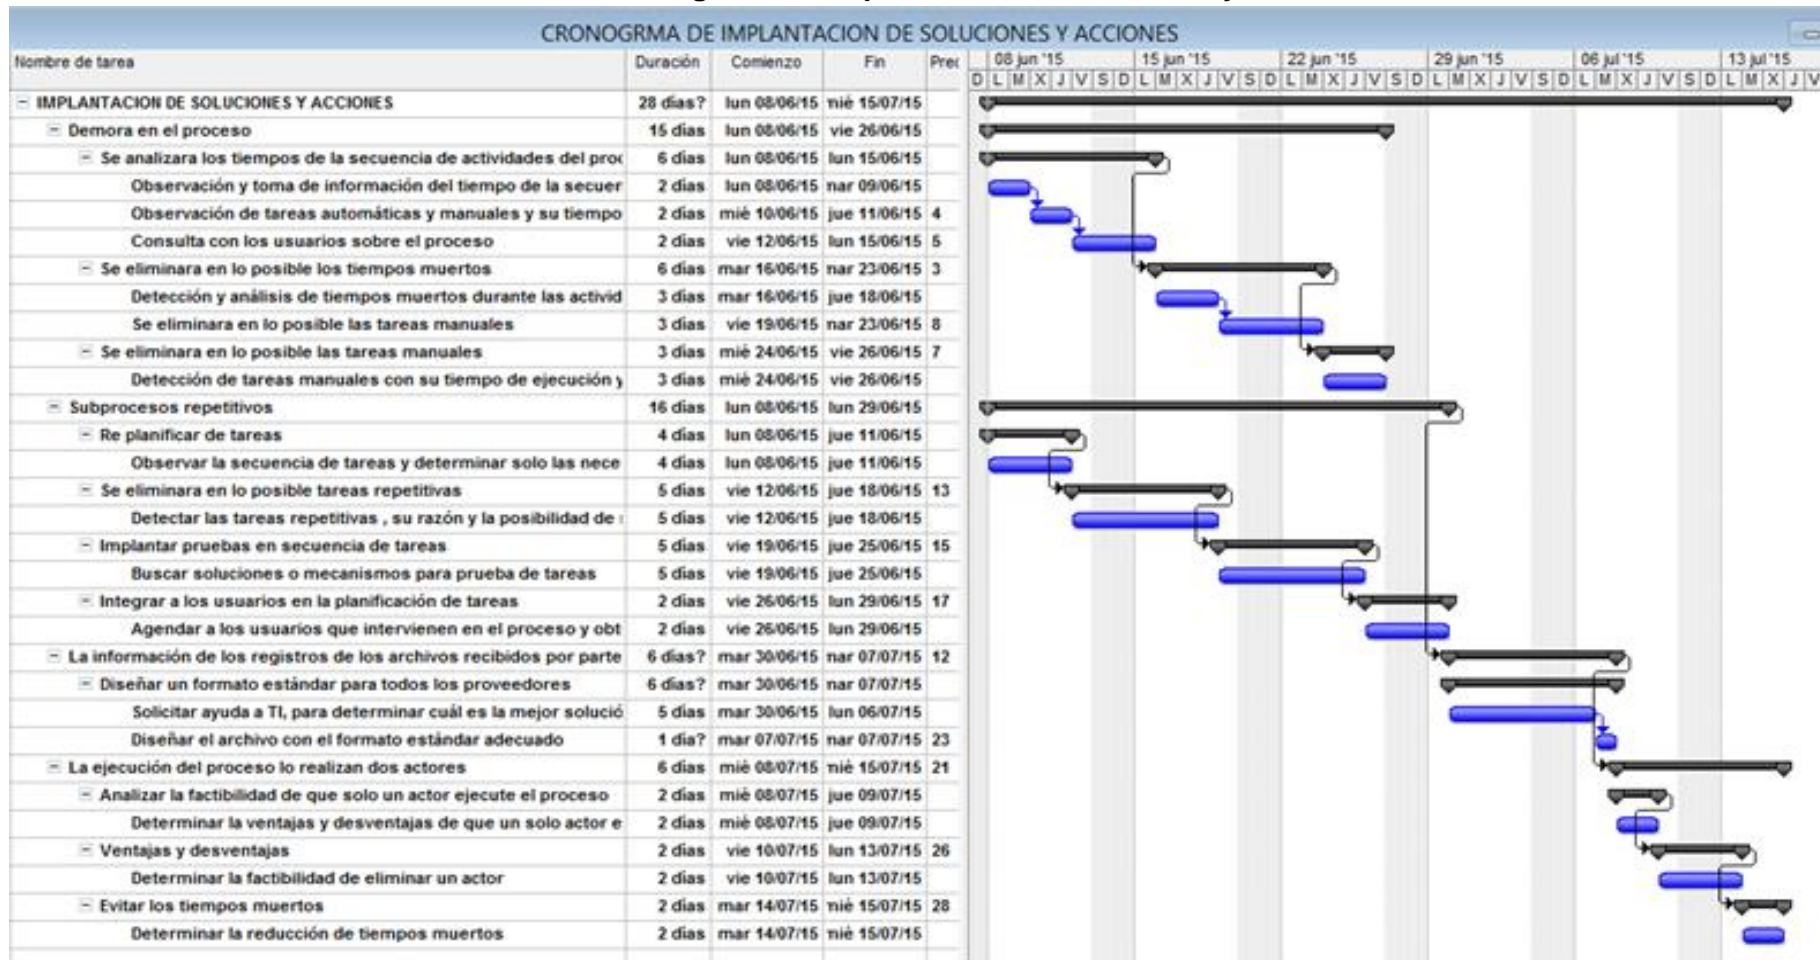 CRONOGRMA DE IMPLANTACION DE SOLUCIONES Y ACCIONES
Nombre de tarea Duración Comienzo Fin Prec 08 jun '15 15 jun '15 22 jun '15 29 jun '15 06 jul '15 13 jul '15
D L M X J V S D L M X J V S D L M X J V S D L M X J V S D L M X J V S D L M X J V
IMPLANTACION DE SOLUCIONES Y ACCIONES 28 días? lun 08/06/15 mié 15/07/15
Demora en el proceso 15 días lun 08/06/15 vie 26/06/15
Se analizara los tiempos de la secuencia de actividades del proc 6 días lun 08/06/15 lun 15/06/15
Observación y toma de información del tiempo de la secuer 2 días lun 08/06/15 mar 09/06/15
Observación de tareas automáticas y manuales y su tiempo 2 días mié 10/06/15 jue 11/06/15 4
Consulta con los usuarios sobre el proceso 2 días vie 12/06/15 lun 15/06/15 5
Se eliminara en lo posible los tiempos muertos 6 días mar 16/06/15 mar 23/06/15 3
Detección y análisis de tiempos muertos durante las activid 3 días mar 16/06/15 jue 18/06/15
Se eliminara en lo posible las tareas manuales 3 días vie 19/06/15 mar 23/06/15 8
Se eliminara en lo posible las tareas manuales 3 días mié 24/06/15 vie 26/06/15 7
Detección de tareas manuales con su tiempo de ejecución y 3 días mié 24/06/15 vie 26/06/15
Subprocesos repetitivos 16 días lun 08/06/15 lun 29/06/15
Re planificar de tareas 4 días lun 08/06/15 jue 11/06/15
Observar la secuencia de tareas y determinar solo las nece 4 días lun 08/06/15 jue 11/06/15
Se eliminara en lo posible tareas repetitivas 5 días vie 12/06/15 jue 18/06/15 13
Detectar las tareas repetitivas , su razón y la posibilidad de 5 días vie 12/06/15 jue 18/06/15
Implantar pruebas en secuencia de tareas 5 días vie 19/06/15 jue 25/06/15 15
Buscar soluciones o mecanismos para prueba de tareas 5 días vie 19/06/15 jue 25/06/15
Integrar a los usuarios en la planificación de tareas 2 días vie 26/06/15 lun 29/06/15 17
Agendar a los usuarios que intervienen en el proceso y obt 2 días vie 26/06/15 lun 29/06/15
La información de los registros de los archivos recibidos por parte 6 días? mar 30/06/15 mar 07/07/15 12
Diseñar un formato estándar para todos los proveedores 6 días? mar 30/06/15 mar 07/07/15
Solicitar ayuda a TI, para determinar cuál es la mejor solució 5 días mar 30/06/15 lun 06/07/15
Diseñar el archivo con el formato estándar adecuado 1 día? mar 07/07/15 mar 07/07/15 23
La ejecución del proceso lo realizan dos actores 6 días mié 08/07/15 mié 15/07/15 21
Analizar la factibilidad de que solo un actor ejecute el proceso 2 días mié 08/07/15 jue 09/07/15
Determinar la ventajas y desventajas de que un solo actor e 2 días mié 08/07/15 jue 09/07/15
Ventajas y desventajas 2 días vie 10/07/15 lun 13/07/15 26
Determinar la factibilidad de eliminar un actor 2 días vie 10/07/15 lun 13/07/15
Evitar los tiempos muertos 2 días mar 14/07/15 mié 15/07/15 28
Determinar la reducción de tiempos muertos 2 días mar 14/07/15 mié 15/07/15